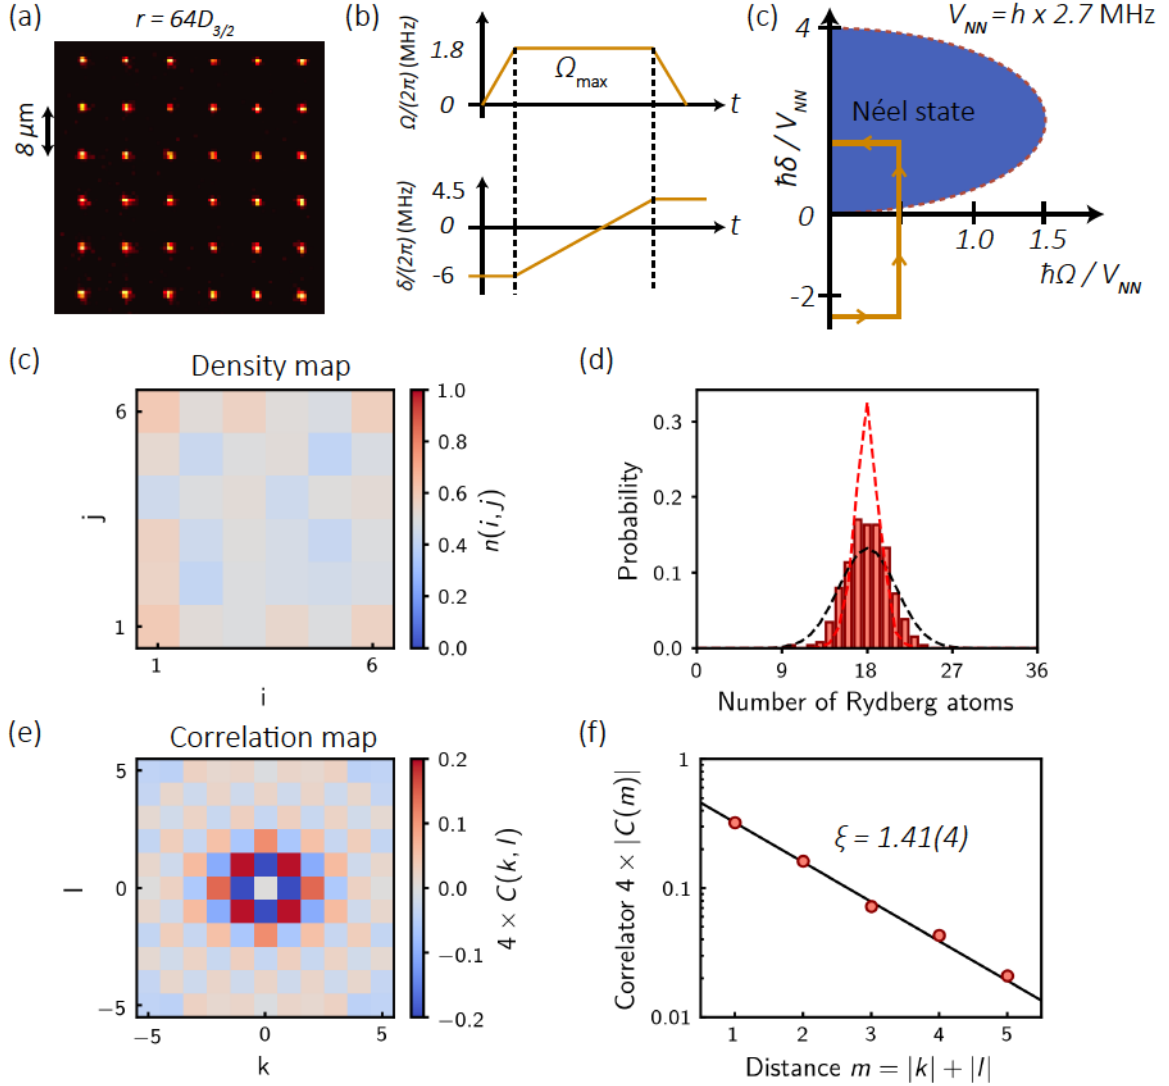 (a)
r = 64D3/2
8 μm
(b)
Ω/(2π) (MHz)
1.8
0
Ωmax
t
δ/(2π) (MHz)
4.5
0
-6
t
(c)
VNN = h x 2.7 MHz
ħδ / VNN
4
0
-2
Néel state
1.0
1.5
ħΩ / VNN
(c)
Density map
j
6
1
1
6
i
1.0
0.8
0.6
0.4
0.2
0.0
n(i,j)
(d)
Probability
0.3
0.2
0.1
0.0
0
9
18
27
36
Number of Rydberg atoms
(e)
Correlation map
l
5
0
−5
−5
0
5
k
0.2
0.1
0.0
−0.1
−0.2
4 × C(k, l)
(f)
Correlator 4 × |C(m)|
1
0.1
0.01
ξ = 1.41(4)
1
2
3
4
5
Distance m = |k| + |l|